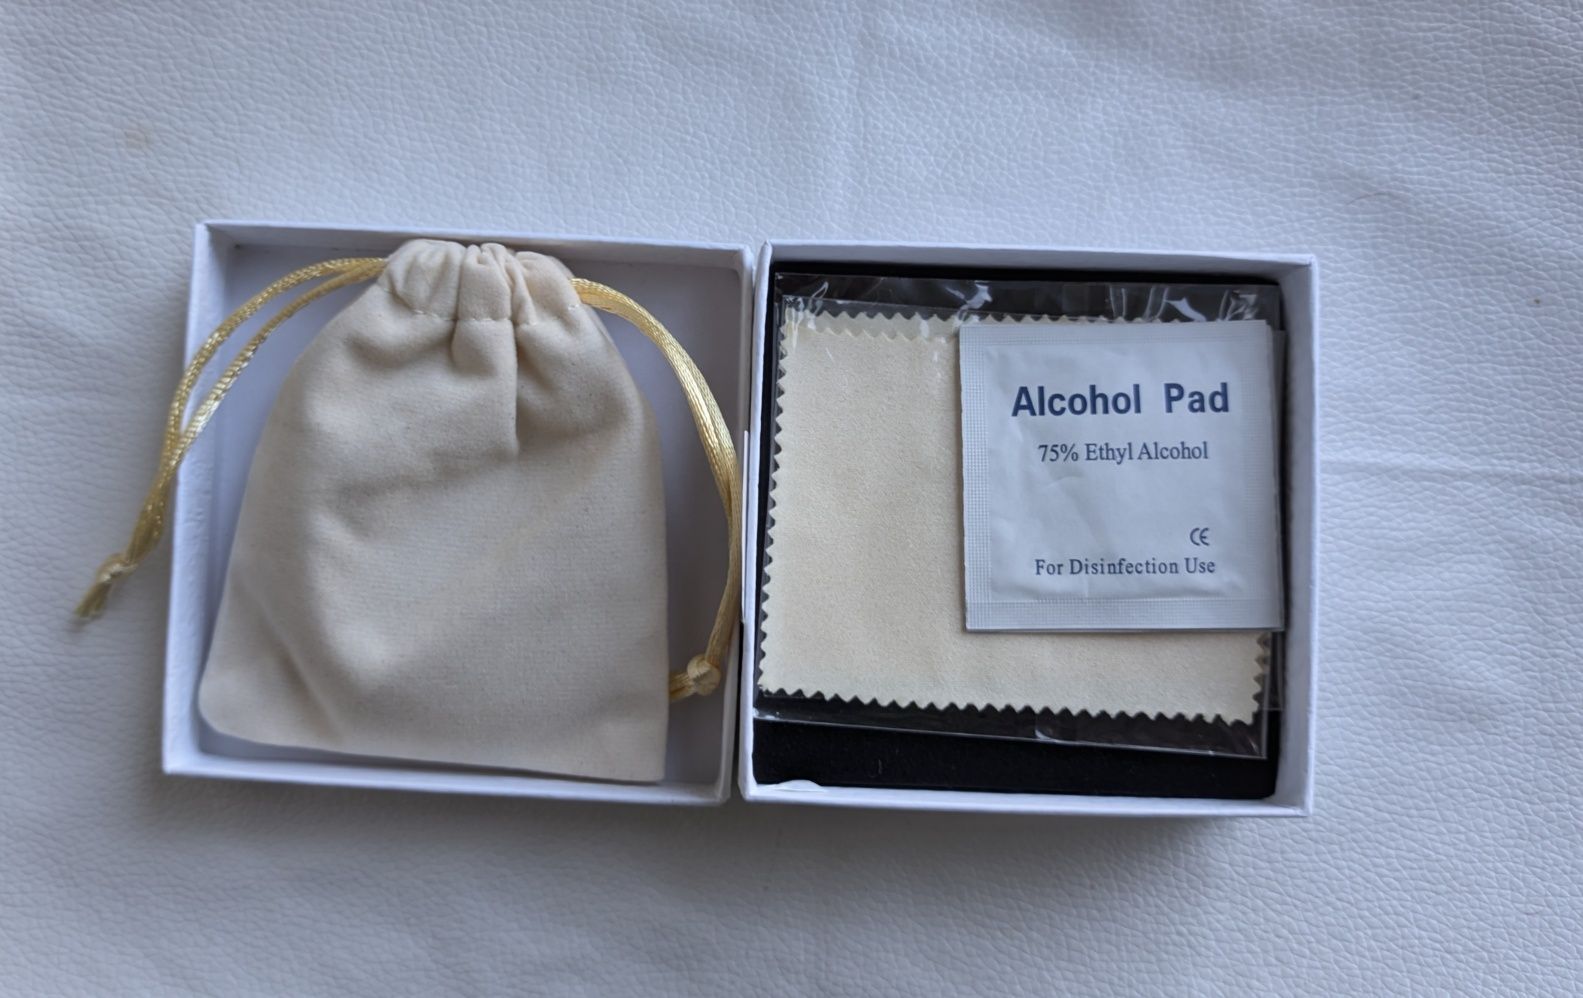 Alcohol Pad
75% Ethyl Alcohol
CE
For Disinfection Use